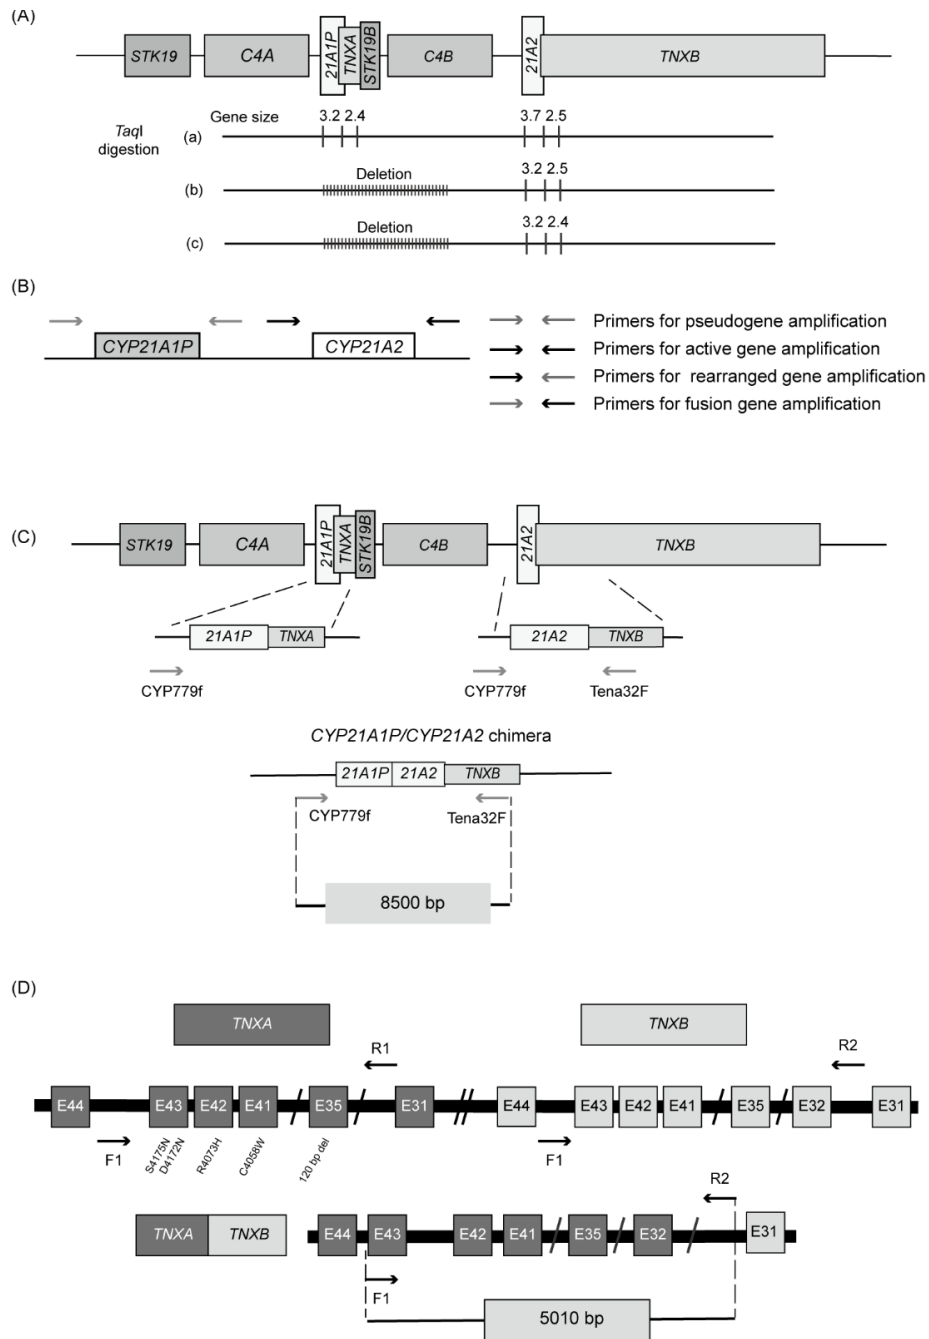 (A)
STK19 C4A 21A1P TNXA STK19B C4B 21A2 TNXB
Gene size 3.2 2.4 3.7 2.5
TaqI
digestion
(a)
Deletion 3.2 2.5
(b)
Deletion 3.2 2.4
(c)
(B)
CYP21A1P CYP21A2
Primers for pseudogene amplification
Primers for active gene amplification
Primers for rearranged gene amplification
Primers for fusion gene amplification
(C)
STK19 C4A 21A1P TNXA STK19B C4B 21A2 TNXB
21A1P TNXA 21A2 TNXB
CYP779f CYP779f Tena32F
CYP21A1P/CYP21A2 chimera
21A1P 21A2 TNXB
CYP779f Tena32F
8500 bp
(D)
TNXA TNXB
R1 R2
E44 E43 E42 E41 E35 E31 E44 E43 E42 E41 E35 E32 E31
F1 S4175N D4172N R4073H C4058W 120 bp del F1
R2
TNXA TNXB E44 E43 E42 E41 E35 E32 E31
F1
5010 bp